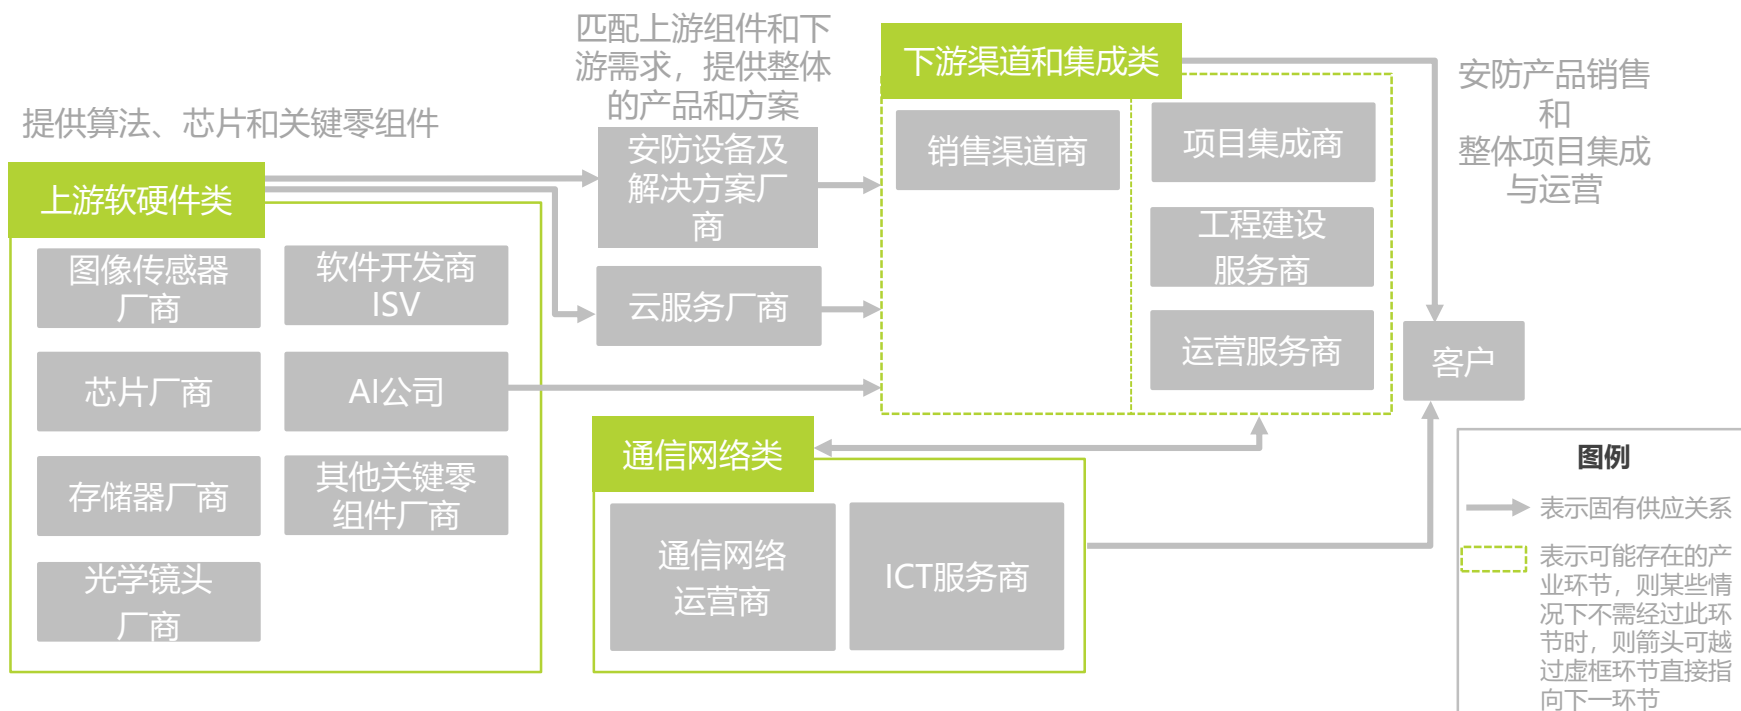 提供算法、芯片和关键零组件
上游软硬件类
图像传感器
厂商
软件开发商
ISV
芯片厂商
AI公司
存储器厂商
其他关键零
组件厂商
光学镜头
厂商
匹配上游组件和下
游需求，提供整体
的产品和方案
安防设备及
解决方案厂
商
云服务厂商
下游渠道和集成类
销售渠道商
项目集成商
工程建设
服务商
运营服务商
安防产品销售
和
整体项目集成
与运营
客户
通信网络类
通信网络
运营商
ICT服务商
图例
表示固有供应关系
表示可能存在的产
业环节，则某些情
况下不需经过此环
节时，则箭头可越
过虚框环节直接指
向下一环节